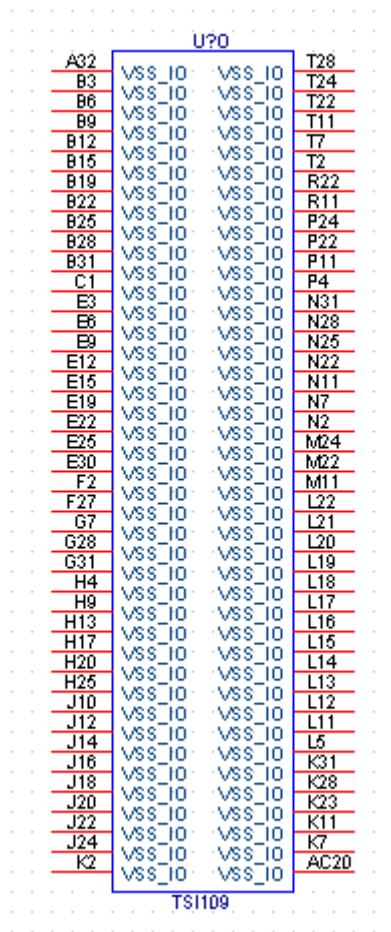 U?O
A32 VSS_IO VSS_IO T28
B3 VSS_IO VSS_IO T24
B6 VSS_IO VSS_IO T22
B9 VSS_IO VSS_IO T11
B12 VSS_IO VSS_IO T7
B15 VSS_IO VSS_IO T2
B19 VSS_IO VSS_IO R22
B22 VSS_IO VSS_IO R11
B25 VSS_IO VSS_IO P24
B28 VSS_IO VSS_IO P22
B31 VSS_IO VSS_IO P11
C1 VSS_IO VSS_IO P4
E3 VSS_IO VSS_IO N31
E6 VSS_IO VSS_IO N28
E9 VSS_IO VSS_IO N25
E12 VSS_IO VSS_IO N22
E15 VSS_IO VSS_IO N11
E19 VSS_IO VSS_IO N7
E22 VSS_IO VSS_IO N2
E25 VSS_IO VSS_IO M24
E30 VSS_IO VSS_IO M22
F2 VSS_IO VSS_IO M11
F27 VSS_IO VSS_IO L22
G7 VSS_IO VSS_IO L21
G28 VSS_IO VSS_IO L20
G31 VSS_IO VSS_IO L19
H4 VSS_IO VSS_IO L18
H9 VSS_IO VSS_IO L17
H13 VSS_IO VSS_IO L16
H17 VSS_IO VSS_IO L15
H20 VSS_IO VSS_IO L14
H25 VSS_IO VSS_IO L13
J10 VSS_IO VSS_IO L12
J12 VSS_IO VSS_IO L11
J14 VSS_IO VSS_IO L5
J16 VSS_IO VSS_IO K31
J18 VSS_IO VSS_IO K28
J20 VSS_IO VSS_IO K23
J22 VSS_IO VSS_IO K11
J24 VSS_IO VSS_IO K7
K2 VSS_IO VSS_IO AC20
TSI109